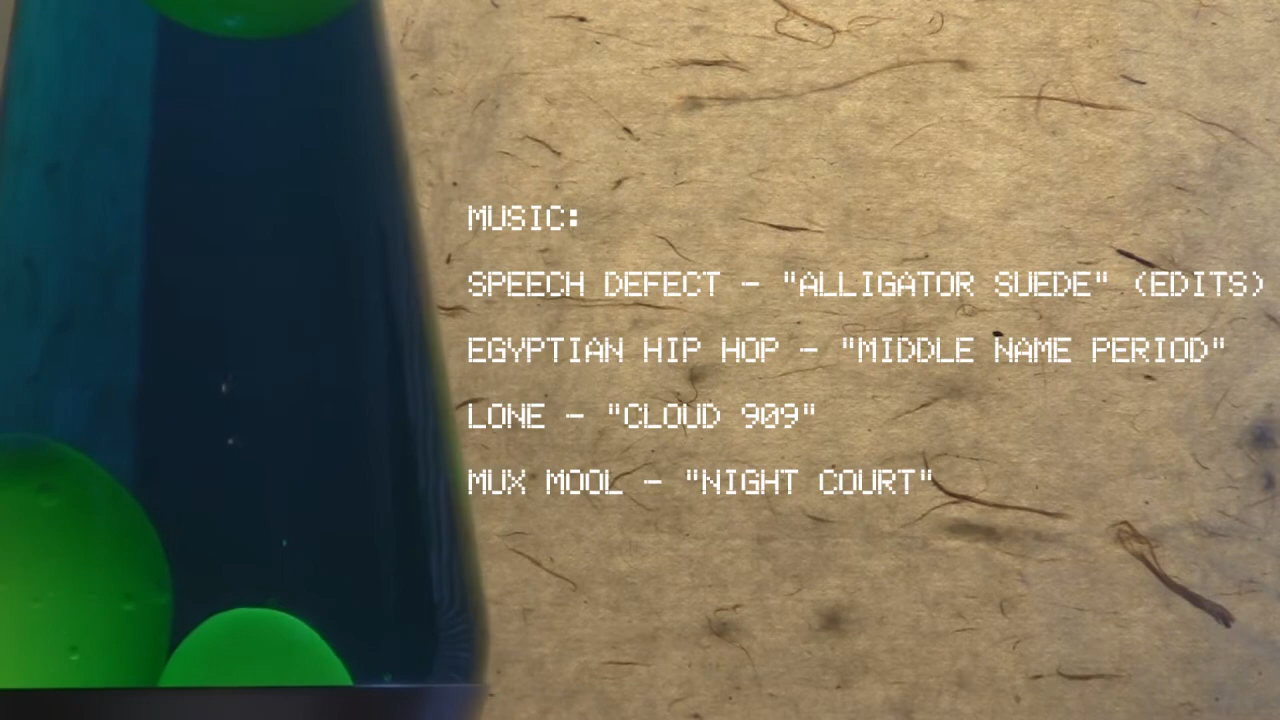 MUSIC:
SPEECH DEFECT - "ALLIGATOR SUEDE" (EDITS)
EGYPTIAN HIP HOP - "MIDDLE NAME PERIOD"
LONE - "CLOUD 909"
MUX MOOL - "NIGHT COURT"